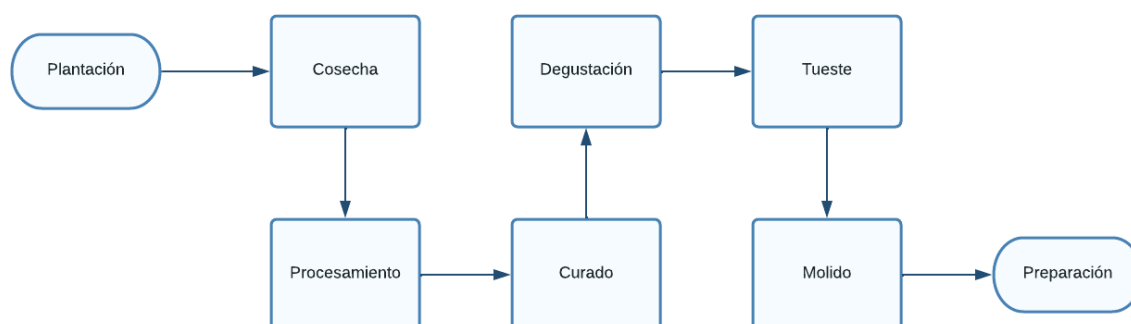 Plantación
Cosecha
Procesamiento
Curado
Degustación
Tueste
Molido
Preparación